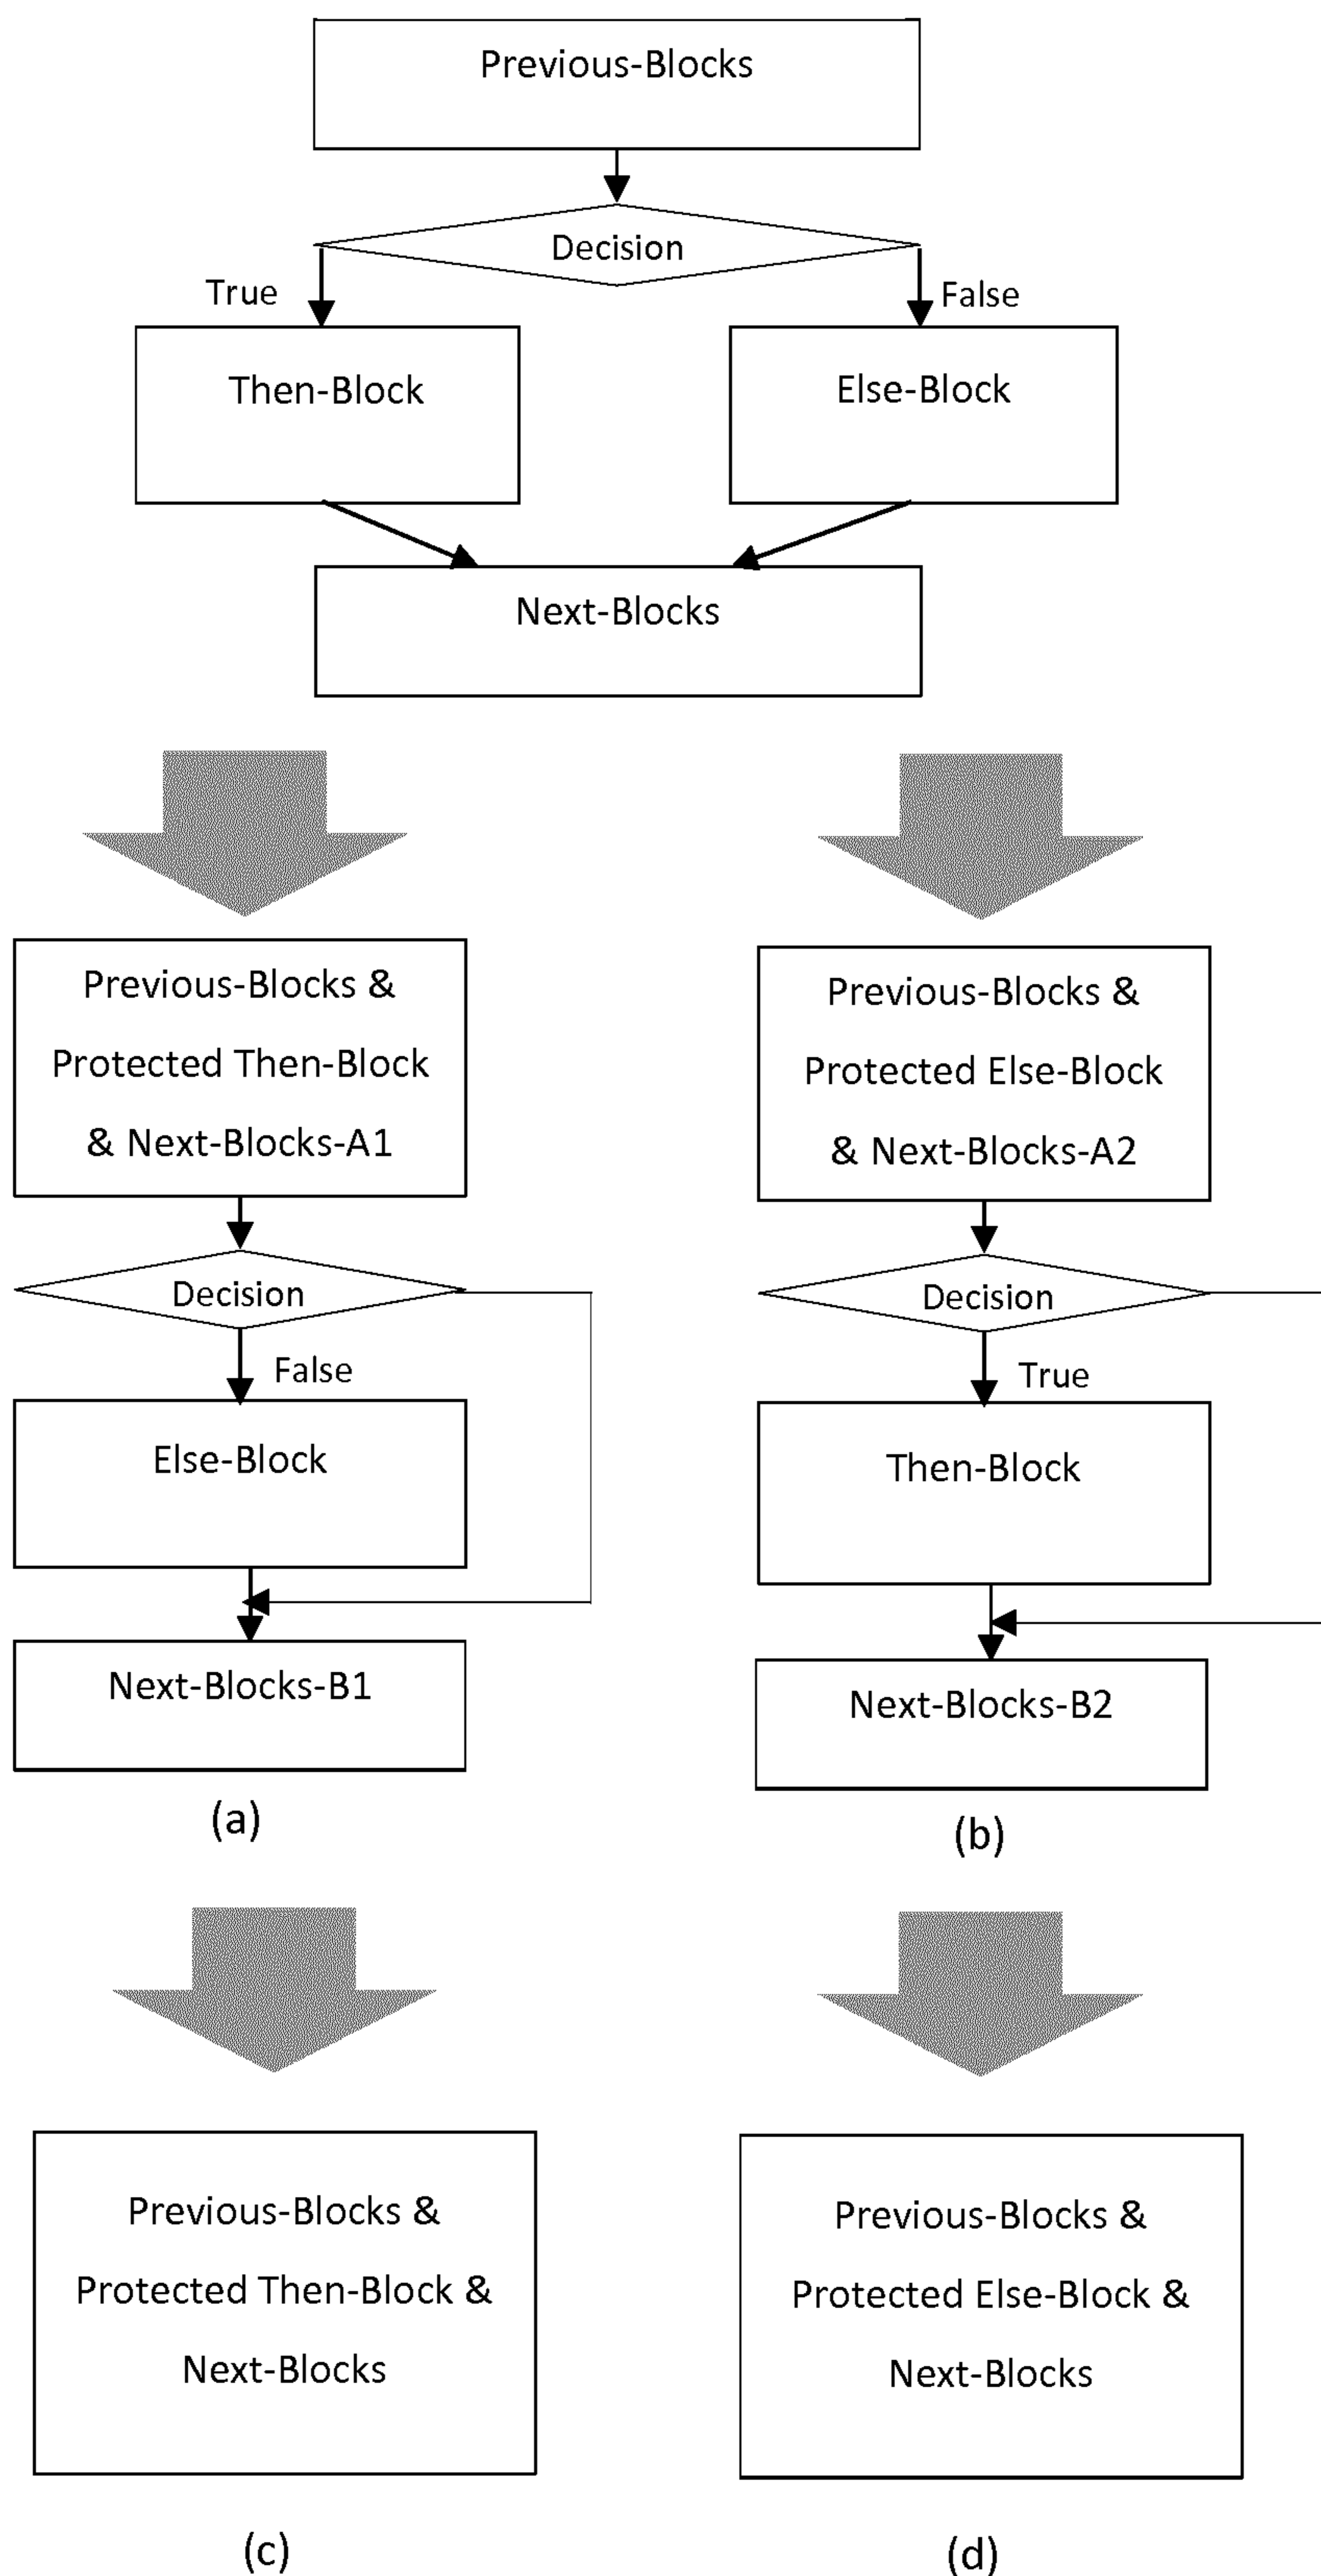 Previous-Blocks
Decision
True
False
Then-Block
Else-Block
Next-Blocks
Previous-Blocks &
Protected Then-Block
& Next-Blocks-A1
Decision
False
Else-Block
Next-Blocks-B1
(a)
Previous-Blocks &
Protected Else-Block
& Next-Blocks-A2
Decision
True
Then-Block
Next-Blocks-B2
(b)
Previous-Blocks &
Protected Then-Block &
Next-Blocks
(c)
Previous-Blocks &
Protected Else-Block &
Next-Blocks
(d)